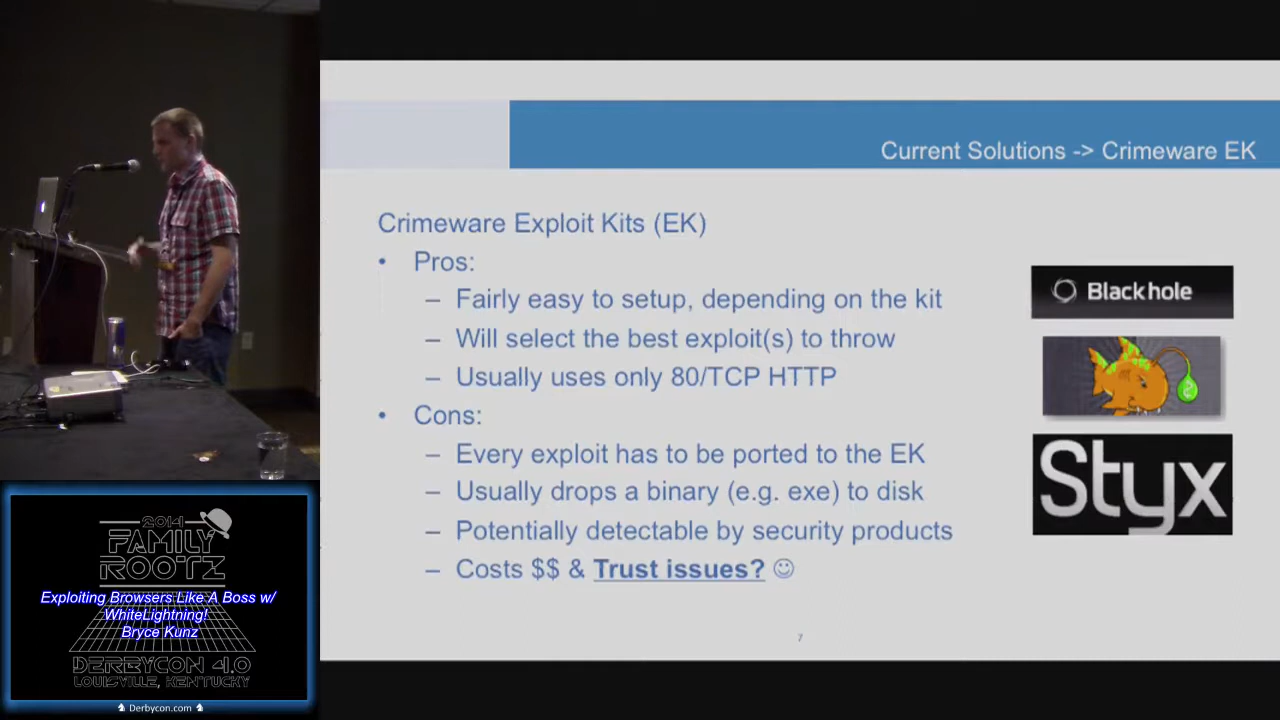 Current Solutions -> Crimeware EK
Crimeware Exploit Kits (EK)
• Pros:
– Fairly easy to setup, depending on the kit
– Will select the best exploit(s) to throw
– Usually uses only 80/TCP HTTP
• Cons:
– Every exploit has to be ported to the EK
– Usually drops a binary (e.g. exe) to disk
– Potentially detectable by security products
– Costs $$ & Trust issues? ☺
Blackhole
Styx
7
2014
FAMILY
ROOTZ
Exploiting Browsers Like A Boss w/
WhiteLightning!
Bryce Kunz
DERBYCON 4.0
LOUISVILLE, KENTUCKY
Derbycon.com